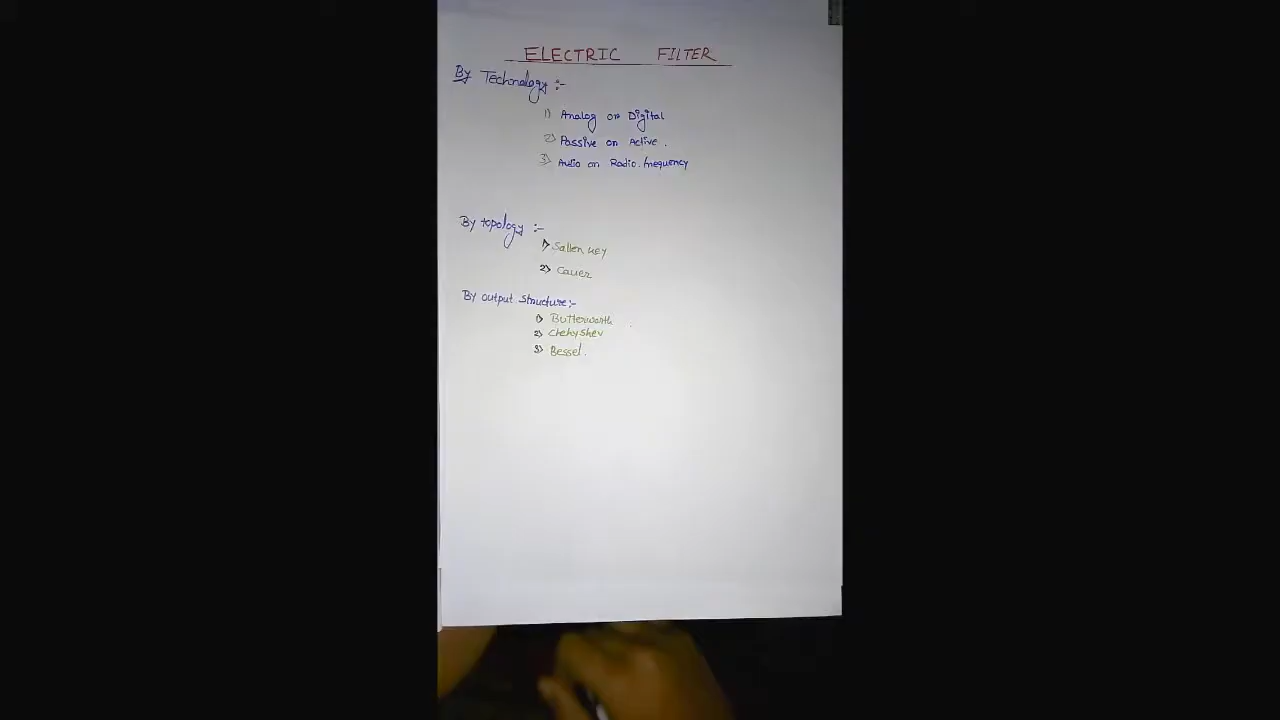 ELECTRIC FILTER
By Technology :-
1) Analog or Digital
2) Passive or Active.
3) Audio or Radio.frequency
By topology :-
1) Sallen key
2) Cauer
By output Structure:-
1) Butterworth
2) Chebyshev
3) Bessel.